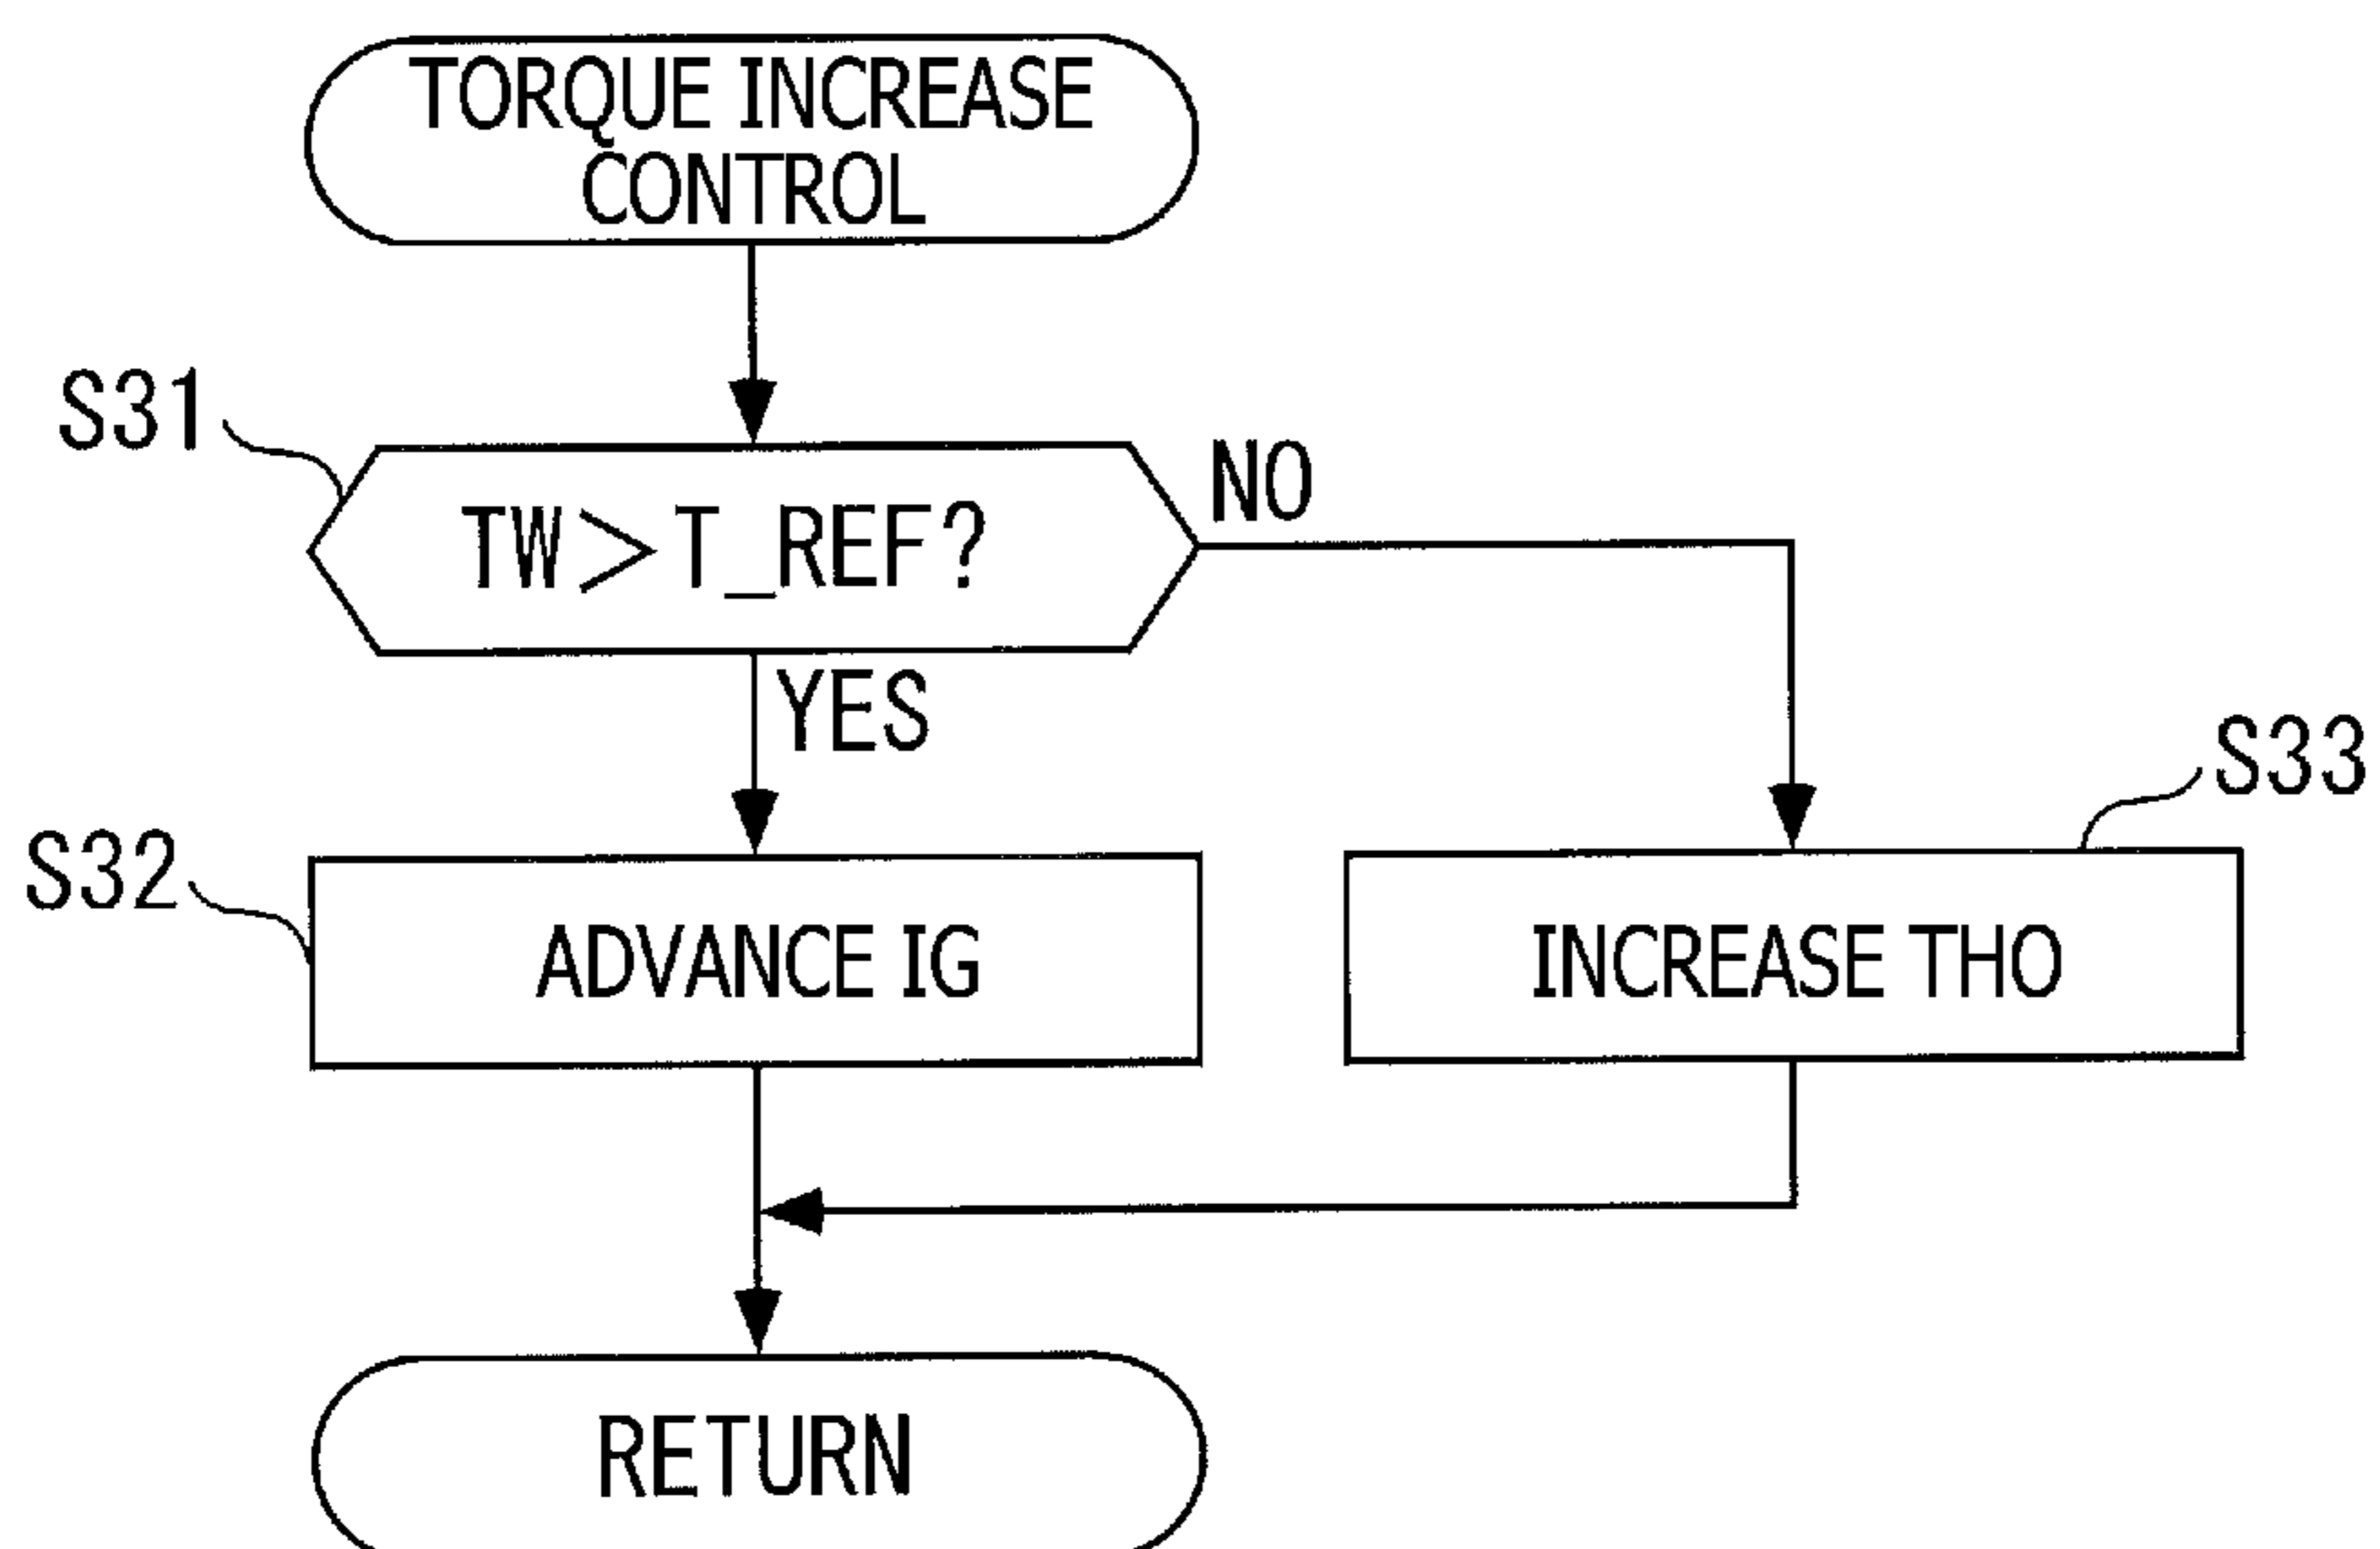 TORQUE INCREASE
CONTROL
S31
TW>T_REF?
NO
YES
S33
S32
ADVANCE IG
INCREASE THO
RETURN